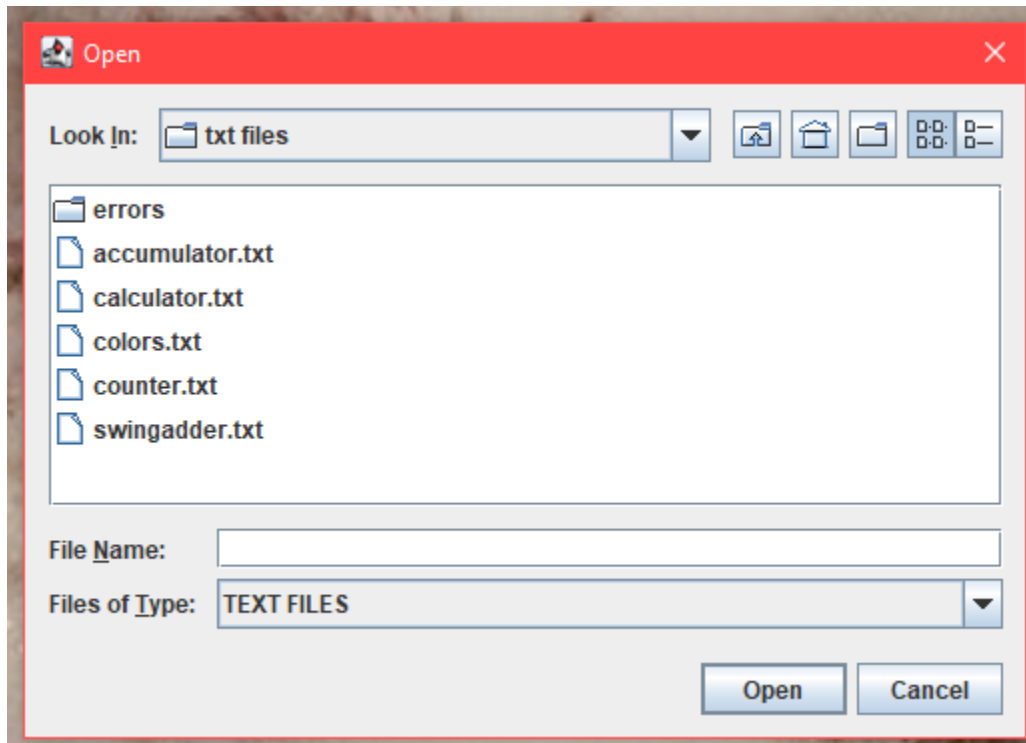 Open
Look In: txt files
errors
accumulator.txt
calculator.txt
colors.txt
counter.txt
swingadder.txt
File Name:
Files of Type: TEXT FILES
Open Cancel